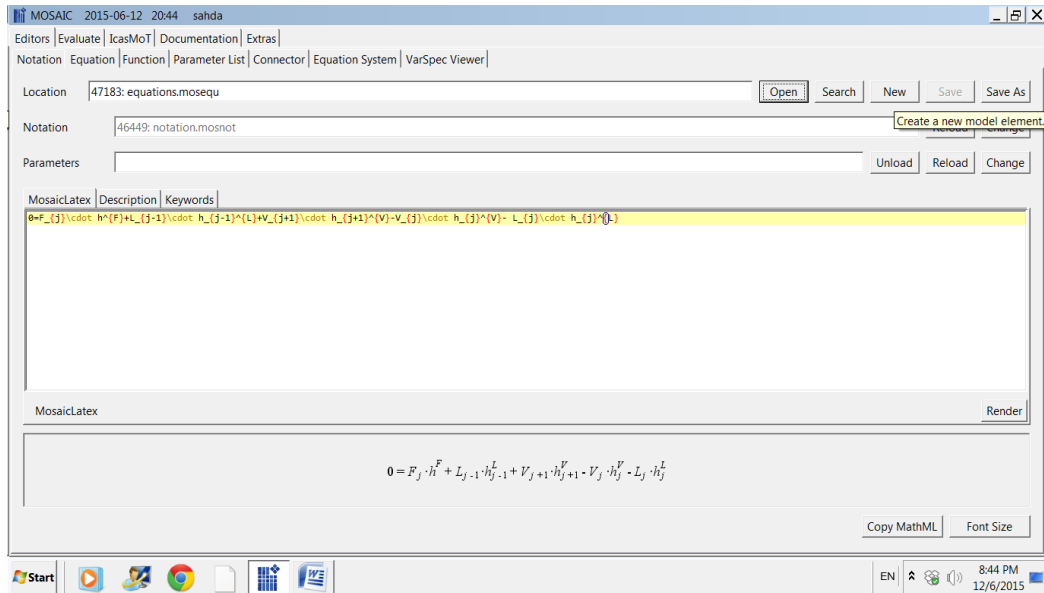 MOSAIC 2015-06-12 20:44 sahda
Editors Evaluate IcasMoT Documentation Extras
Notation Equation Function Parameter List Connector Equation System VarSpec Viewer
Location 47183: equations.mosequ Open Search New Save Save As
Create a new model element.
Notation 46449: notation.mosnot Reload Change
Parameters Unload Reload Change
MosaicLatex Description Keywords
0=F_{j}\cdot h^{F}+L_{j-1}\cdot h_{j-1}^{L}+V_{j+1}\cdot h_{j+1}^{V}-V_{j}\cdot h_{j}^{V}- L_{j}\cdot h_{j}^{L}
MosaicLatex Render
0 = F_j · h^F + L_{j-1} · h_{j-1}^L + V_{j+1} · h_{j+1}^V - V_j · h_j^V - L_j · h_j^L
Copy MathML Font Size
Start EN 8:44 PM
12/6/2015